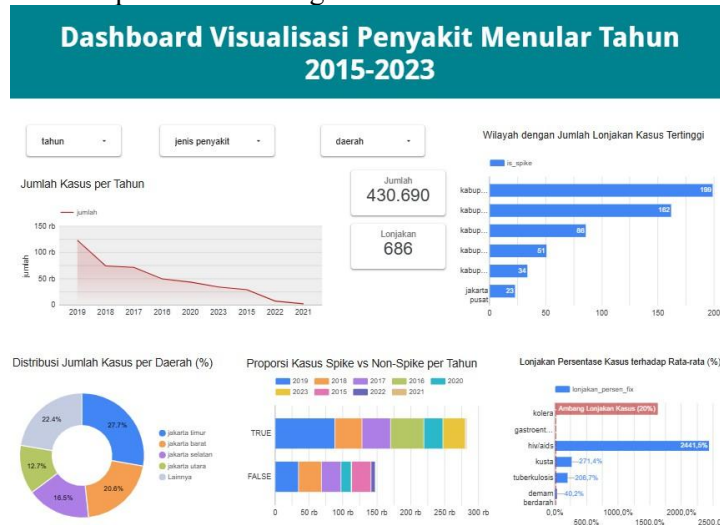 Dashboard Visualisasi Penyakit Menular Tahun
2015-2023
tahun
jenis penyakit
daerah
Jumlah
430.690
Lonjakan
686
Jumlah Kasus per Tahun
jumlah
jumlah
150 rb
100 rb
50 rb
0
2019 2018 2017 2016 2020 2023 2015 2022 2021
Wilayah dengan Jumlah Lonjakan Kasus Tertinggi
is_spike
kabup...
kabup... 162
kabup...
kabup... 51
kabup... 34
jakarta
pusat
23
0 50 100 150 200
Distribusi Jumlah Kasus per Daerah (%)
27.7%
20.6%
16.5%
12.7%
22.4%
jakarta timur
jakarta barat
jakarta selatan
jakarta utara
Lainnya
Proporsi Kasus Spike vs Non-Spike per Tahun
2019 2018 2017 2016 2020
2023 2015 2022 2021
TRUE
FALSE
0 50 rb 100 rb 150 rb 200 rb 250 rb 300 rb
Lonjakan Persentase Kasus terhadap Rata-rata (%)
lonjakan_persen_fix
kolera Ambang Lonjakan Kasus (20%)
gastroent...
hiv/aids 2441,5%
kusta 271,4%
tuberkulosis 206,7%
demam
berdarah
40,2%
0,0% 1000,0% 2000,0%
500,0% 1500,0% 2500,0